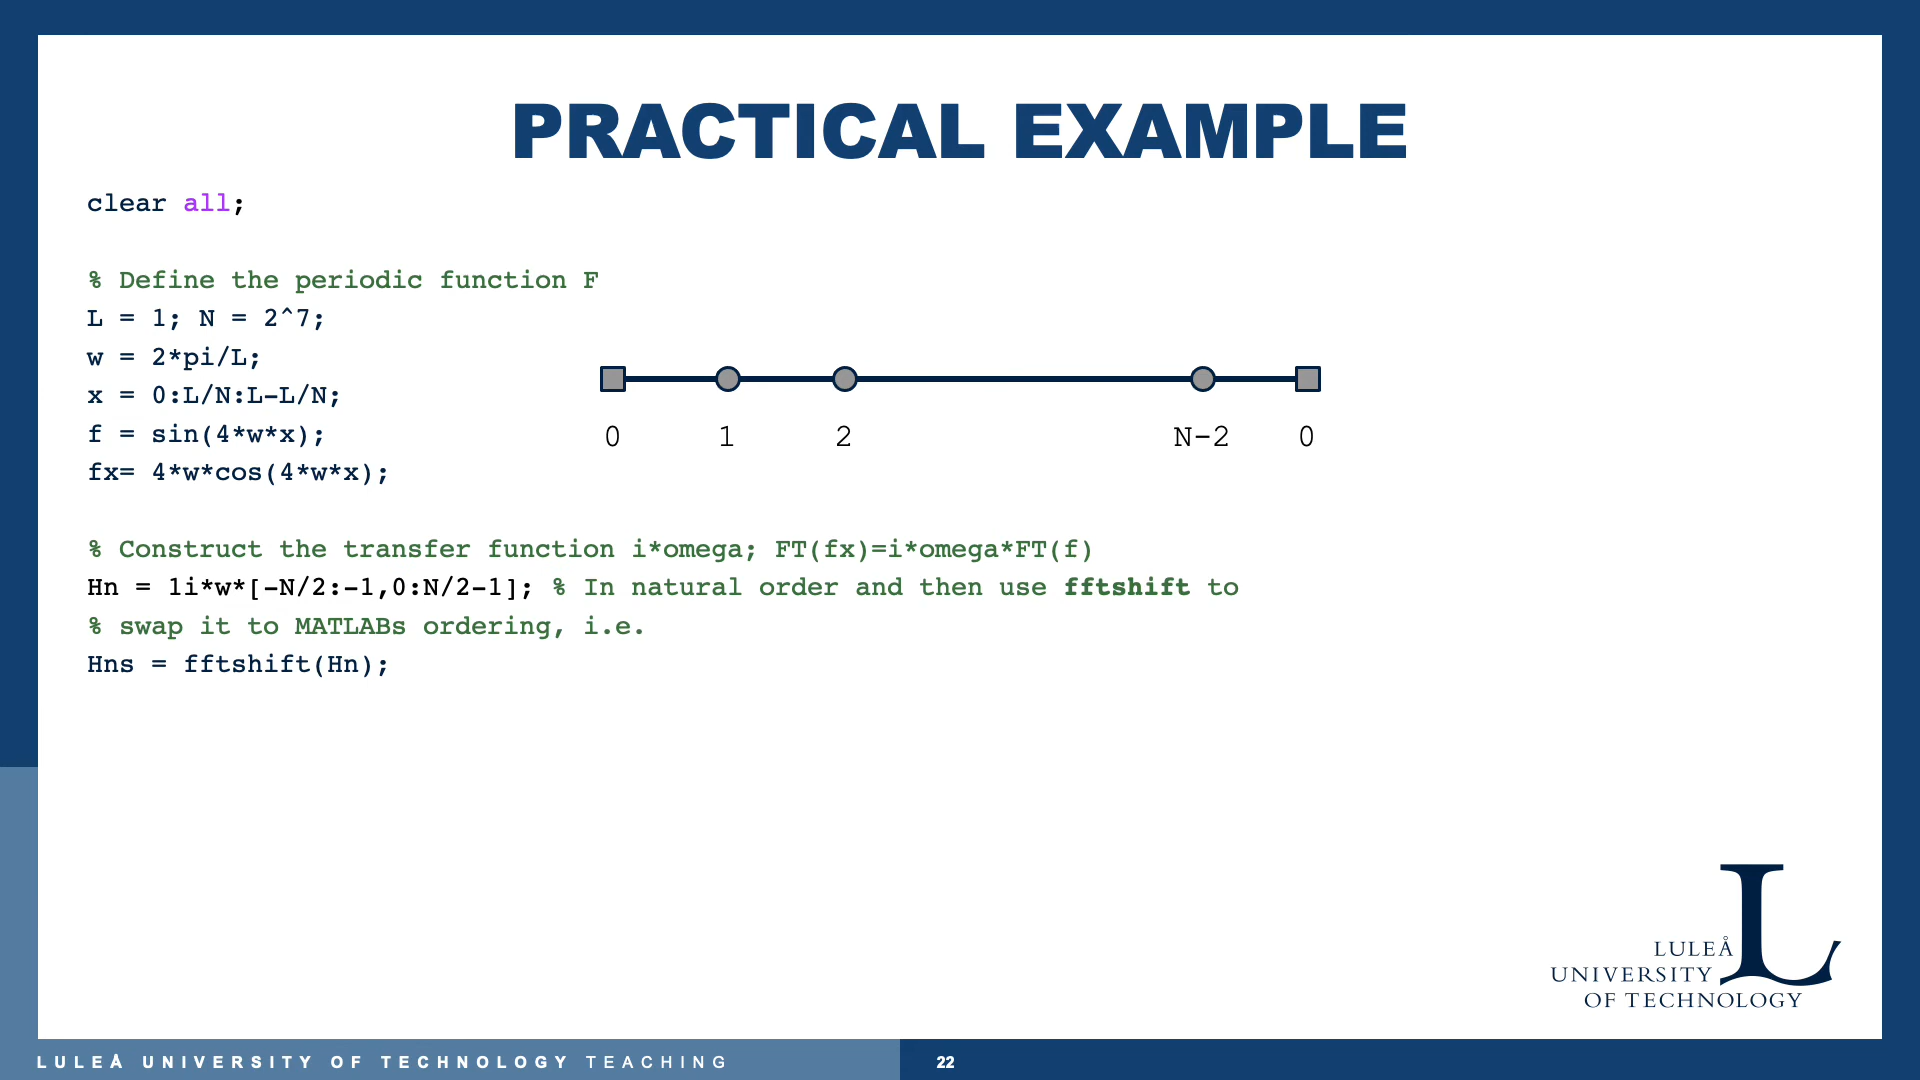 PRACTICAL EXAMPLE
clear all;
% Define the periodic function F
L = 1; N = 2^7;
w = 2*pi/L;
x = 0:L/N:L-L/N;
f = sin(4*w*x);
fx= 4*w*cos(4*w*x);
0 1 2 N-2 0
% Construct the transfer function i*omega; FT(fx)=i*omega*FT(f)
Hn = 1i*w*[-N/2:-1,0:N/2-1]; % In natural order and then use fftshift to
% swap it to MATLABs ordering, i.e.
Hns = fftshift(Hn);
L
LULEÅ
UNIVERSITY
OF TECHNOLOGY
LULEÅ UNIVERSITY OF TECHNOLOGY TEACHING
22